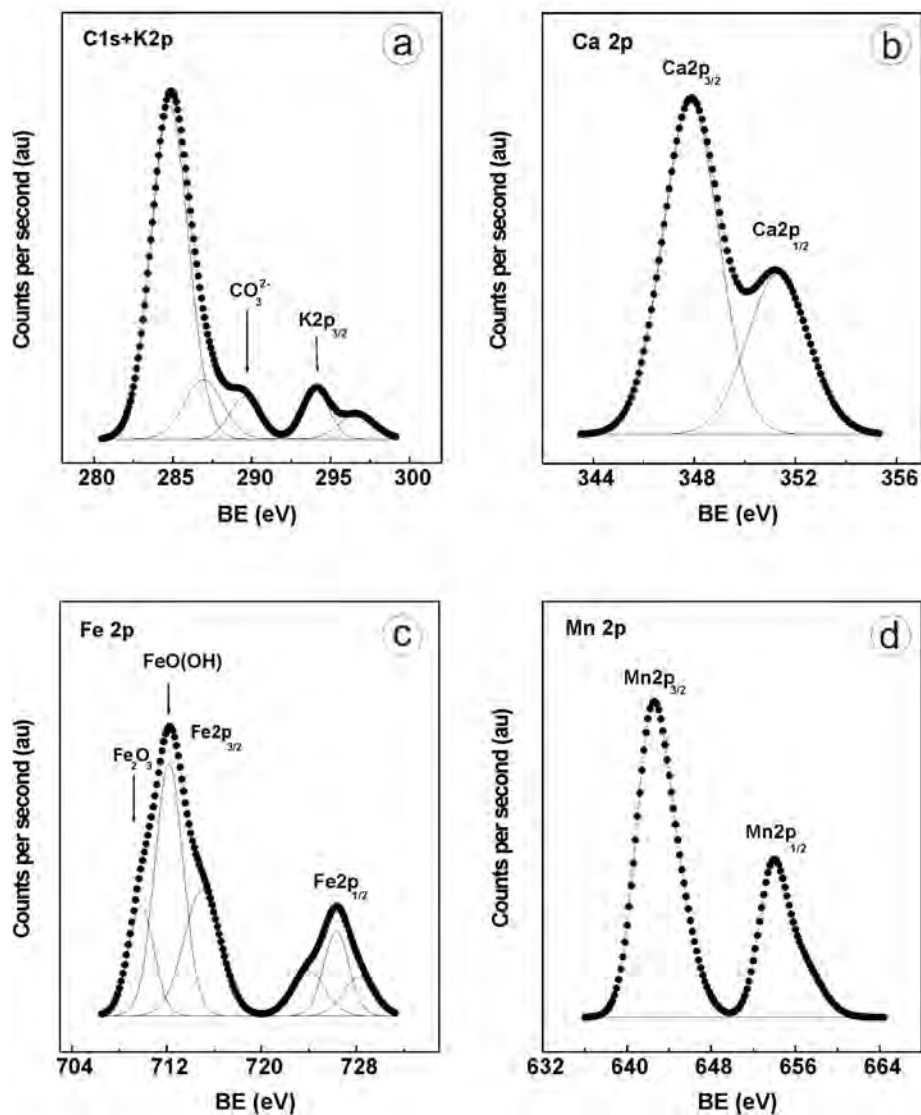 C1s+K2p
a
CO₃²⁻
K2p₃/₂
Counts per second (au)
280 285 290 295 300
BE (eV)
Ca 2p
b
Ca2p₃/₂
Ca2p₁/₂
Counts per second (au)
344 348 352 356
BE (eV)
Fe 2p
c
FeO(OH)
Fe₂O₃
Fe2p₃/₂
Fe2p₁/₂
Counts per second (au)
704 712 720 728
BE (eV)
Mn 2p
d
Mn2p₃/₂
Mn2p₁/₂
Counts per second (au)
632 640 648 656 664
BE (eV)